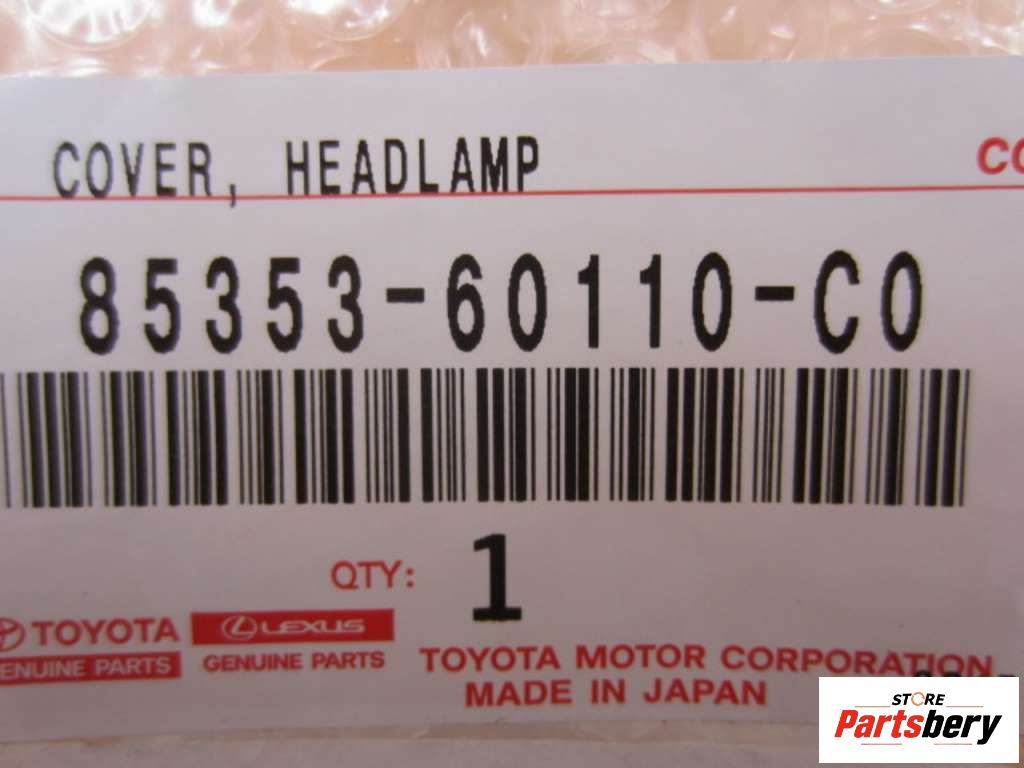 COVER, HEADLAMP
85353-60110-C0
QTY: 1
TOYOTA
GENUINE PARTS
LEXUS
GENUINE PARTS
TOYOTA MOTOR CORPORATION
MADE IN JAPAN
STORE
Partsbery